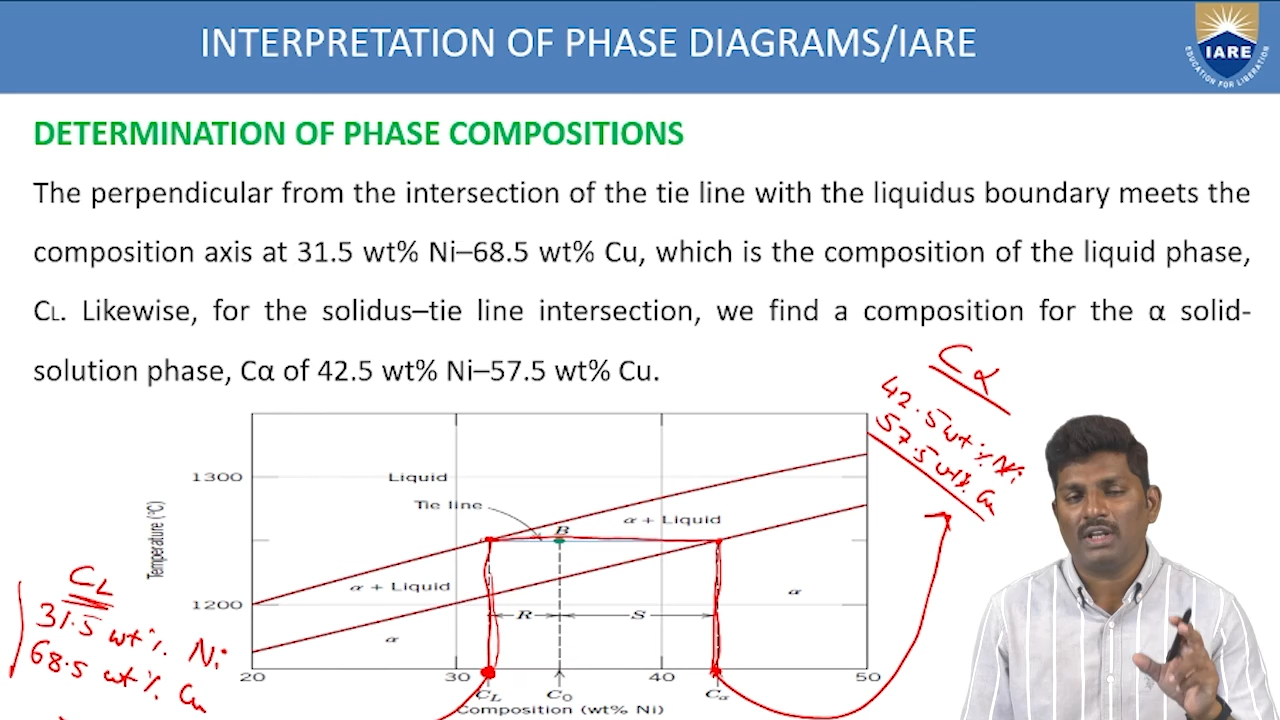 INTERPRETATION OF PHASE DIAGRAMS/IARE
IARE
EDUCATION FOR LIBERATION
DETERMINATION OF PHASE COMPOSITIONS
The perpendicular from the intersection of the tie line with the liquidus boundary meets the
composition axis at 31.5 wt% Ni–68.5 wt% Cu, which is the composition of the liquid phase,
CL. Likewise, for the solidus–tie line intersection, we find a composition for the α solid-
solution phase, Cα of 42.5 wt% Ni–57.5 wt% Cu.
Cα
42.5 wt% Ni
57.5 wt% Cu
1300
Liquid
Tie line
B
α + Liquid
Temperature (°C)
α + Liquid
α
1200
R
S
α
CL
31.5 wt% Ni
68.5 wt% Cu
20
30
40
50
CL
C0
Cα
Composition (wt% Ni)